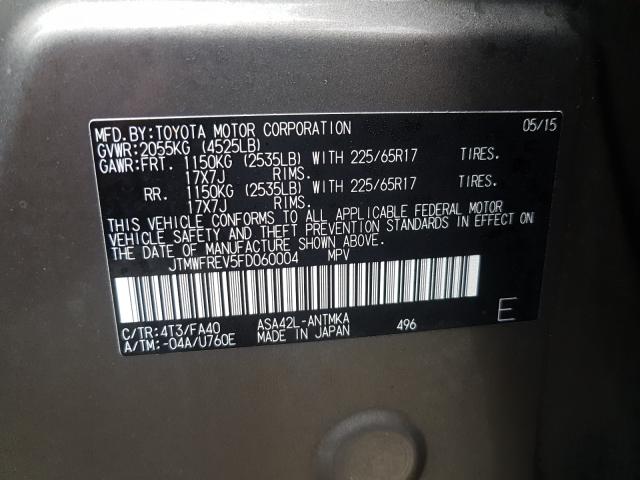 MFD.BY:TOYOTA MOTOR CORPORATION 05/15
GVWR:2055KG (4525LB)
GAWR:FRT. 1150KG (2535LB) WITH 225/65R17 TIRES.
17X7J RIMS.
RR. 1150KG (2535LB) WITH 225/65R17 TIRES.
17X7J RIMS.
THIS VEHICLE CONFORMS TO ALL APPLICABLE FEDERAL MOTOR
VEHICLE SAFETY AND THEFT PREVENTION STANDARDS IN EFFECT ON
THE DATE OF MANUFACTURE SHOWN ABOVE.
JTMWFREV5FD060004 MPV
C/TR:4T3/FA40 ASA42L-ANTMKA 496 E
A/TM:-04A/U760E MADE IN JAPAN